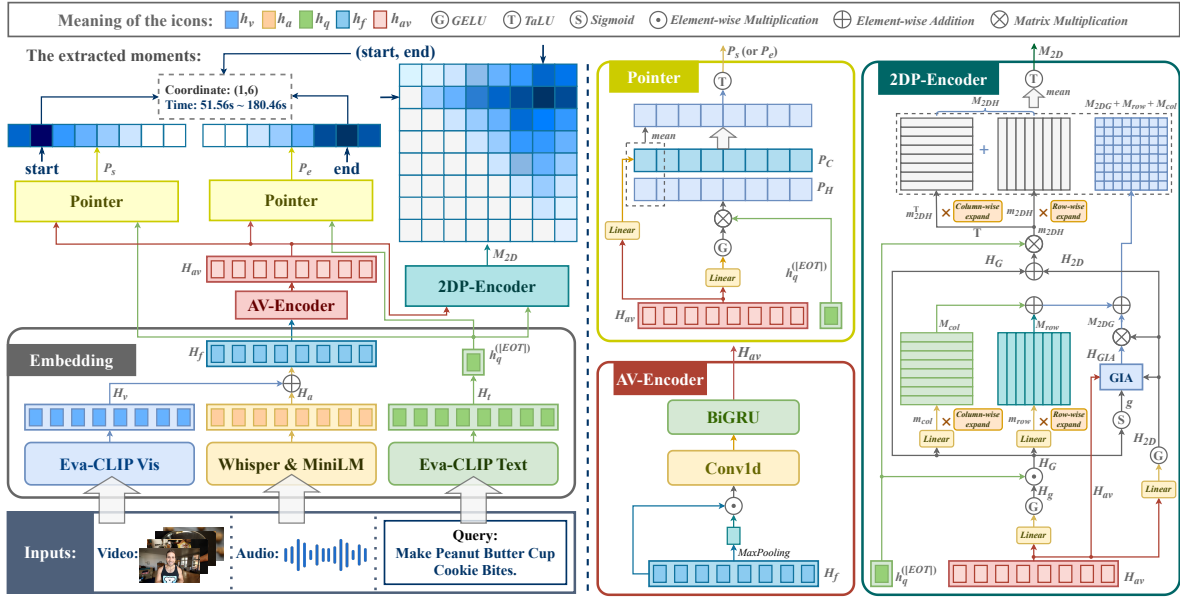 Meaning of the icons: h_v h_a h_q h_f h_av G GELU T TaLU S Sigmoid Element-wise Multiplication Element-wise Addition Matrix Multiplication
The extracted moments:
(start, end)
Coordinate: (1,6)
Time: 51.56s ~ 180.46s
start
P_s
P_e
end
Pointer
Pointer
M_2D
H_av
AV-Encoder
2DP-Encoder
Embedding
H_f
h_q^([EOT])
H_v
H_a
H_t
Eva-CLIP Vis
Whisper & MiniLM
Eva-CLIP Text
Inputs:
Video:
Audio:
Query:
Make Peanut Butter Cup
Cookie Bites.
P_s (or P_e)
Pointer
T
mean
P_C
P_H
Linear
G
Linear
h_q^([EOT])
H_av
H_av
AV-Encoder
BiGRU
Conv1d
MaxPooling
H_f
M_2D
2DP-Encoder
T
mean
M_2DH
M_2DG + M_row + M_col
+
m_2DH^T
Column-wise
expand
m_2DH
Row-wise
expand
T
m_2DH
H_G
H_2D
M_col
M_row
M_2DG
H_GIA
GIA
g
S
m_col
Column-wise
expand
m_row
Row-wise
expand
Linear
Linear
H_2D
G
H_G
H_g
G
H_av
Linear
Linear
h_q^([EOT])
H_av